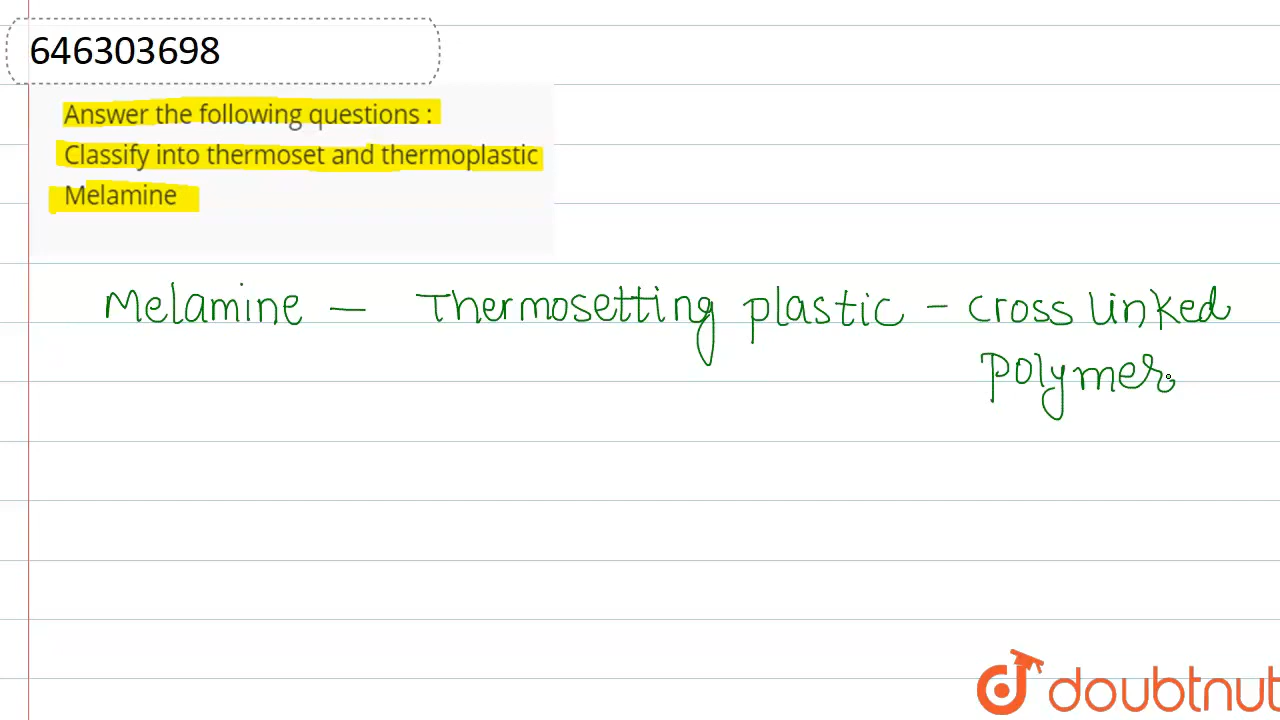 646303698
Answer the following questions :
Classify into thermoset and thermoplastic
Melamine
Melamine — Thermosetting plastic - cross linked
polymer
doubtnut